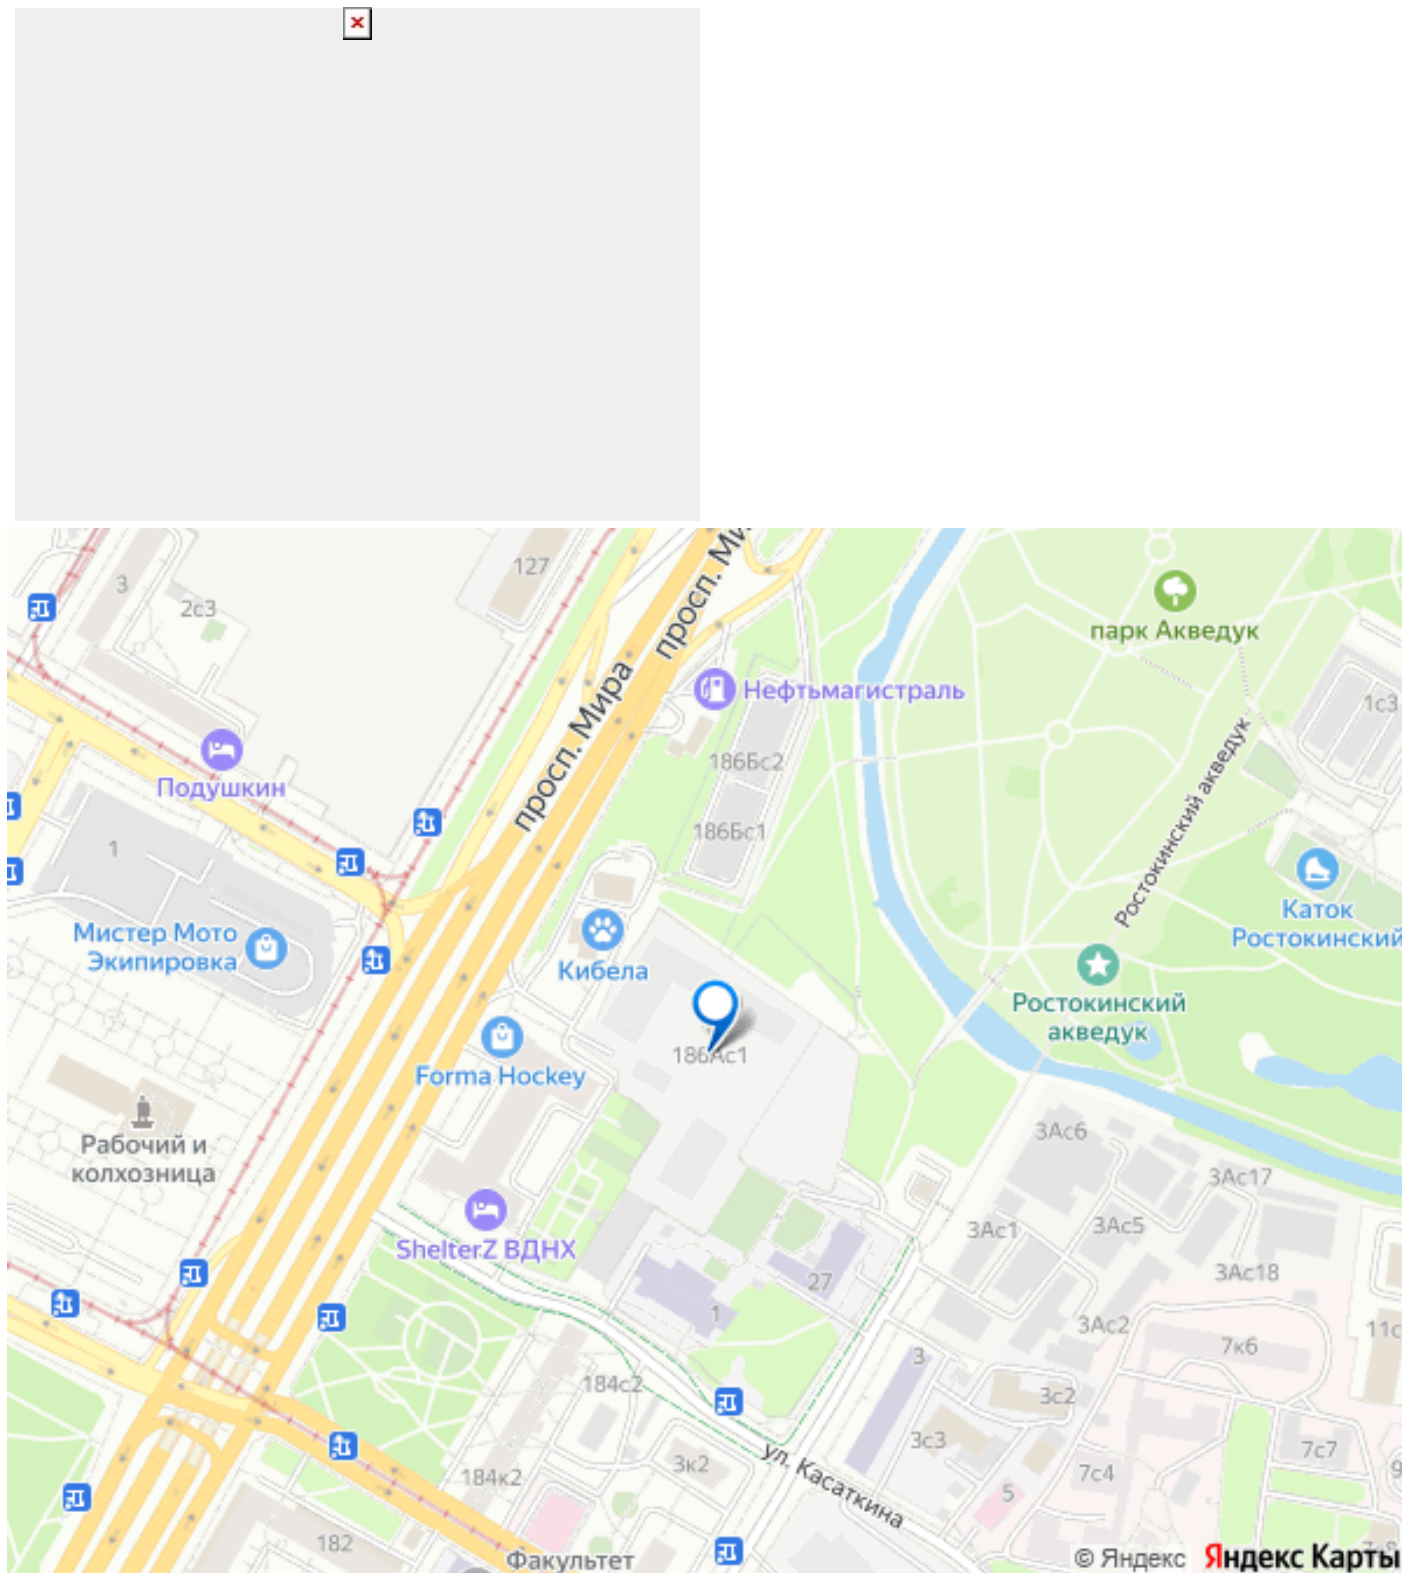 просп. Мира
просп. Ми
127
3
2с3
парк Акведук
Нефтьмагистраль
1с3
186Бс2
Подушкин
Ростокинский акведук
186Бс1
1
Каток
Ростокинский
Мистер Мото
Экипировка
Кибела
Ростокинский
акведук
186Ас1
Forma Hockey
Рабочий и
колхозница
3Ас6
3Ас17
3Ас1
3Ас5
ShelterZ ВДНХ
27
3Ас18
1
3Ас2
11с
7к6
3
184с2
3с2
3с3
7с7
184к2
3к2
ул. Касаткина
7с4
9
5
182
Факультет
© Яндекс
Яндекс Карты